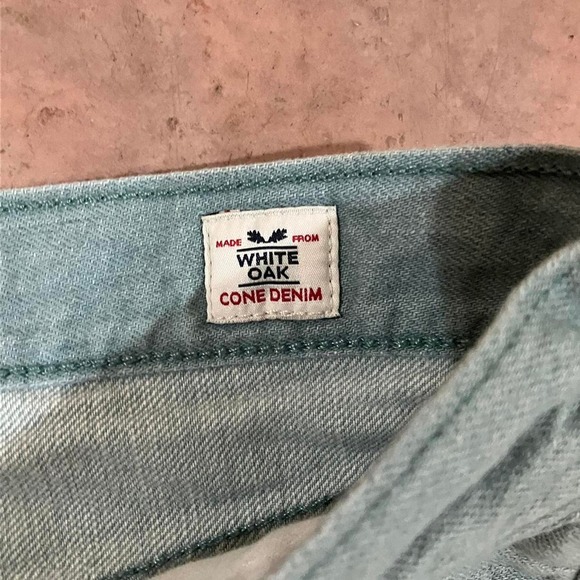 MADE FROM
WHITE
OAK
CONE DENIM